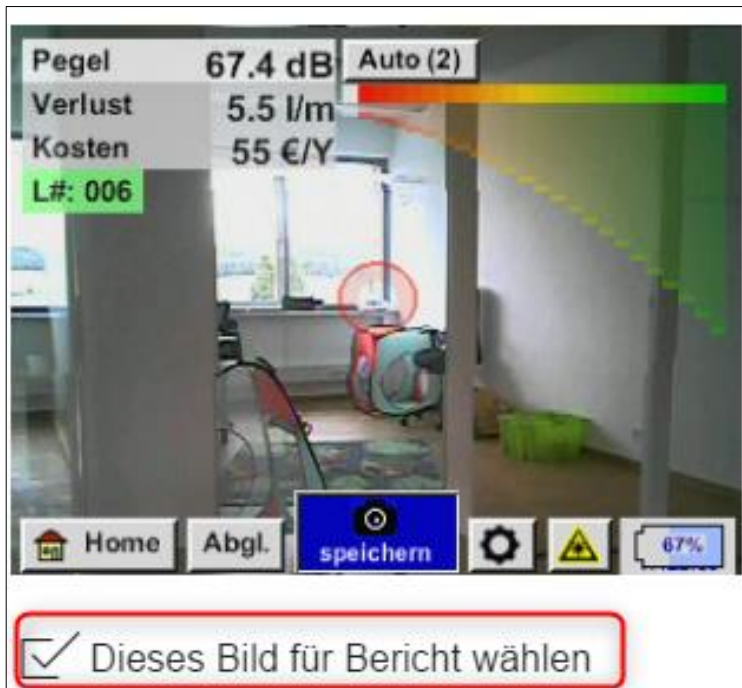 Pegel 67.4 dB Auto (2)
Verlust 5.5 l/m
Kosten 55 €/Y
L#: 006
Home Abgl. speichern 67%
Dieses Bild für Bericht wählen